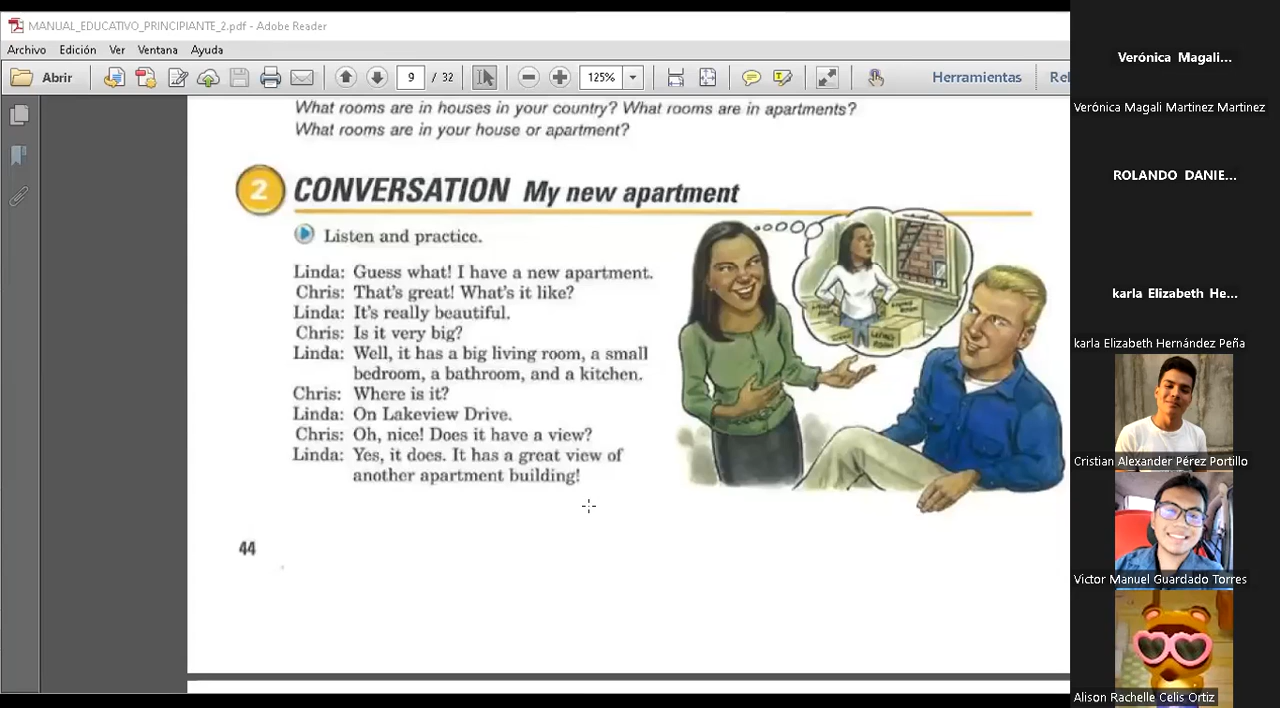 MANUAL_EDUCATIVO_PRINCIPIANTE_2.pdf - Adobe Reader
Archivo Edición Ver Ventana Ayuda
Abrir 9 / 32 125% Herramientas Rel
What rooms are in houses in your country? What rooms are in apartments?
What rooms are in your house or apartment?
2 CONVERSATION My new apartment
Listen and practice.
Linda: Guess what! I have a new apartment.
Chris: That's great! What's it like?
Linda: It's really beautiful.
Chris: Is it very big?
Linda: Well, it has a big living room, a small
bedroom, a bathroom, and a kitchen.
Chris: Where is it?
Linda: On Lakeview Drive.
Chris: Oh, nice! Does it have a view?
Linda: Yes, it does. It has a great view of
another apartment building!
LIVING
ROOM
44
Verónica Magali...
Verónica Magali Martinez Martinez
ROLANDO DANIE...
karla Elizabeth He...
karla Elizabeth Hernández Peña
Cristian Alexander Pérez Portillo
Victor Manuel Guardado Torres
Alison Rachelle Celis Ortiz